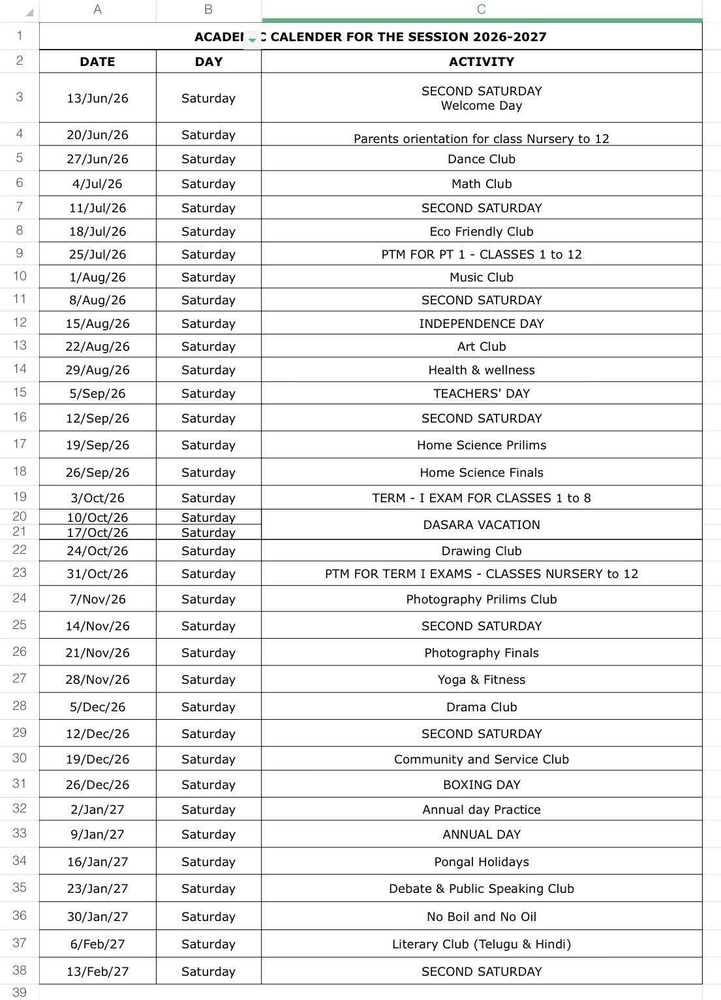 A B C
1 ACADEMIC CALENDER FOR THE SESSION 2026-2027
2 DATE DAY ACTIVITY
3 13/Jun/26 Saturday SECOND SATURDAY
Welcome Day
4 20/Jun/26 Saturday Parents orientation for class Nursery to 12
5 27/Jun/26 Saturday Dance Club
6 4/Jul/26 Saturday Math Club
7 11/Jul/26 Saturday SECOND SATURDAY
8 18/Jul/26 Saturday Eco Friendly Club
9 25/Jul/26 Saturday PTM FOR PT 1 - CLASSES 1 to 12
10 1/Aug/26 Saturday Music Club
11 8/Aug/26 Saturday SECOND SATURDAY
12 15/Aug/26 Saturday INDEPENDENCE DAY
13 22/Aug/26 Saturday Art Club
14 29/Aug/26 Saturday Health & wellness
15 5/Sep/26 Saturday TEACHERS' DAY
16 12/Sep/26 Saturday SECOND SATURDAY
17 19/Sep/26 Saturday Home Science Prilims
18 26/Sep/26 Saturday Home Science Finals
19 3/Oct/26 Saturday TERM - I EXAM FOR CLASSES 1 to 8
20 10/Oct/26 Saturday DASARA VACATION
21 17/Oct/26 Saturday
22 24/Oct/26 Saturday Drawing Club
23 31/Oct/26 Saturday PTM FOR TERM I EXAMS - CLASSES NURSERY to 12
24 7/Nov/26 Saturday Photography Prilims Club
25 14/Nov/26 Saturday SECOND SATURDAY
26 21/Nov/26 Saturday Photography Finals
27 28/Nov/26 Saturday Yoga & Fitness
28 5/Dec/26 Saturday Drama Club
29 12/Dec/26 Saturday SECOND SATURDAY
30 19/Dec/26 Saturday Community and Service Club
31 26/Dec/26 Saturday BOXING DAY
32 2/Jan/27 Saturday Annual day Practice
33 9/Jan/27 Saturday ANNUAL DAY
34 16/Jan/27 Saturday Pongal Holidays
35 23/Jan/27 Saturday Debate & Public Speaking Club
36 30/Jan/27 Saturday No Boil and No Oil
37 6/Feb/27 Saturday Literary Club (Telugu & Hindi)
38 13/Feb/27 Saturday SECOND SATURDAY
39